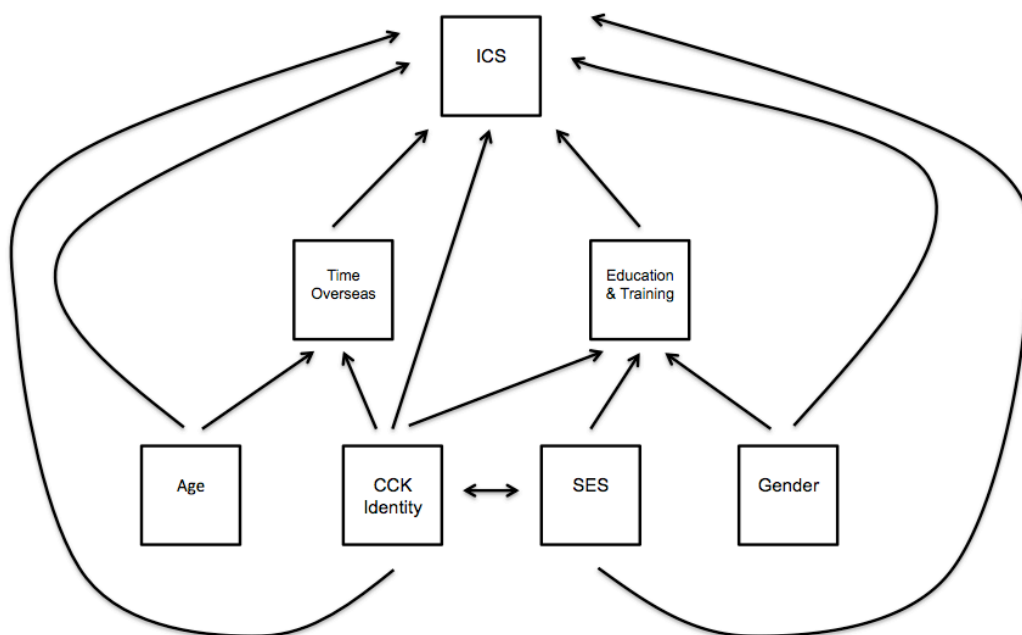 ICS
Time
Overseas
Education
& Training
Age
CCK
Identity
SES
Gender